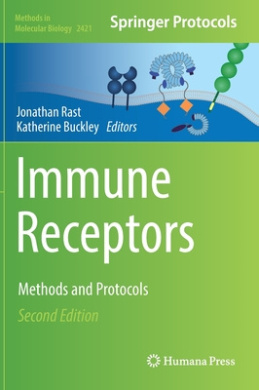 Methods in
Molecular Biology 2421
Springer Protocols
Jonathan Rast
Katherine Buckley Editors
Immune
Receptors
Methods and Protocols
Second Edition
Humana Press